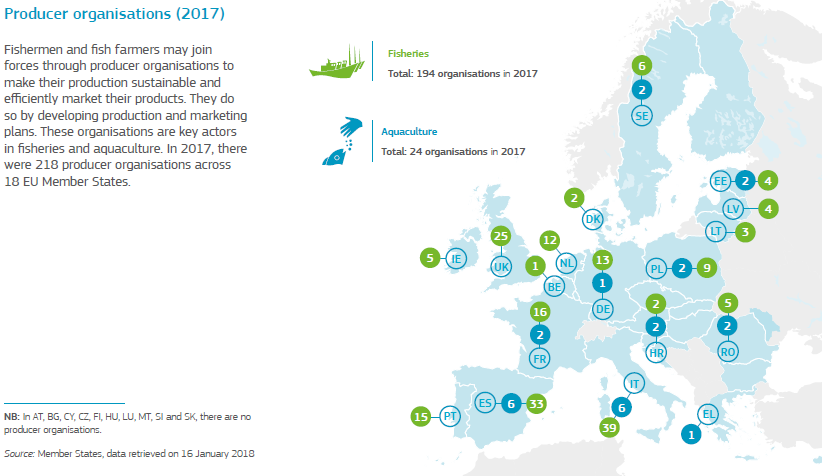 Producer organisations (2017)
Fishermen and fish farmers may join
forces through producer organisations to
make their production sustainable and
efficiently market their products. They do
so by developing production and marketing
plans. These organisations are key actors
in fisheries and aquaculture. In 2017, there
were 218 producer organisations across
18 EU Member States.
Fisheries
Total: 194 organisations in 2017
Aquaculture
Total: 24 organisations in 2017
6
2
SE
EE 2 4
LV 4
LT 3
2
DK
25
UK
5 IE
12
NL
1
BE
13
1
DE
PL 2 9
16
2
FR
2
2
HR
5
2
RO
IT
6
39
ES 6 33
15 PT
EL
1
NB: In AT, BG, CY, CZ, FI, HU, LU, MT, SI and SK, there are no
producer organisations.
Source: Member States, data retrieved on 16 January 2018